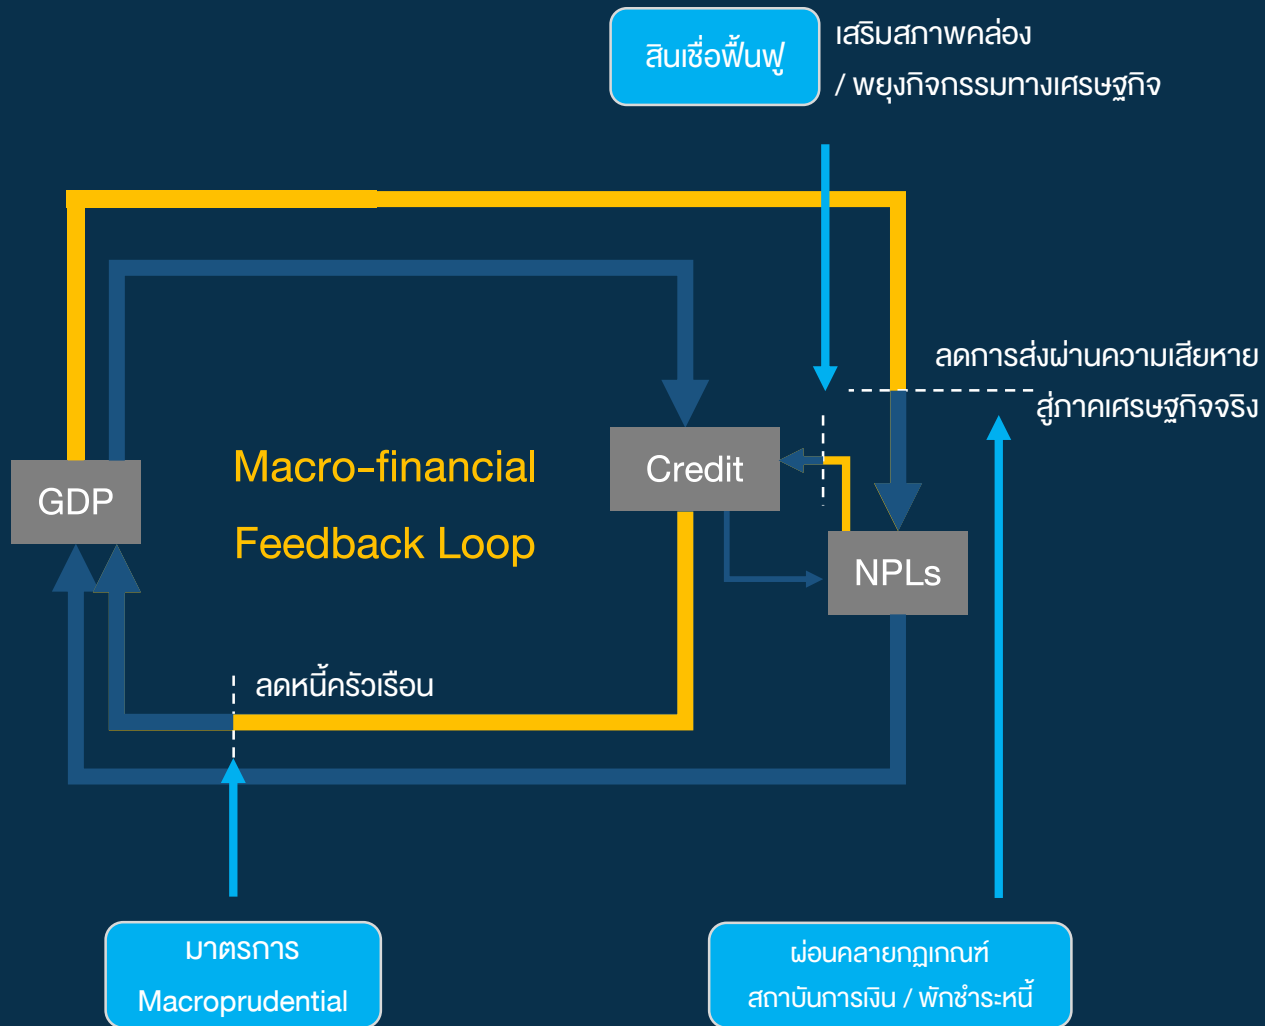 สินเชื่อฟื้นฟู
เสริมสภาพคล่อง
/ พยุงกิจกรรมทางเศรษฐกิจ
ลดการส่งผ่านความเสียหาย
สู่ภาคเศรษฐกิจจริง
Macro-financial
Feedback Loop
Credit
GDP
NPLs
ลดหนี้ครัวเรือน
มาตรการ
Macroprudential
ผ่อนคลายกฎเกณฑ์
สถาบันการเงิน / พักชำระหนี้